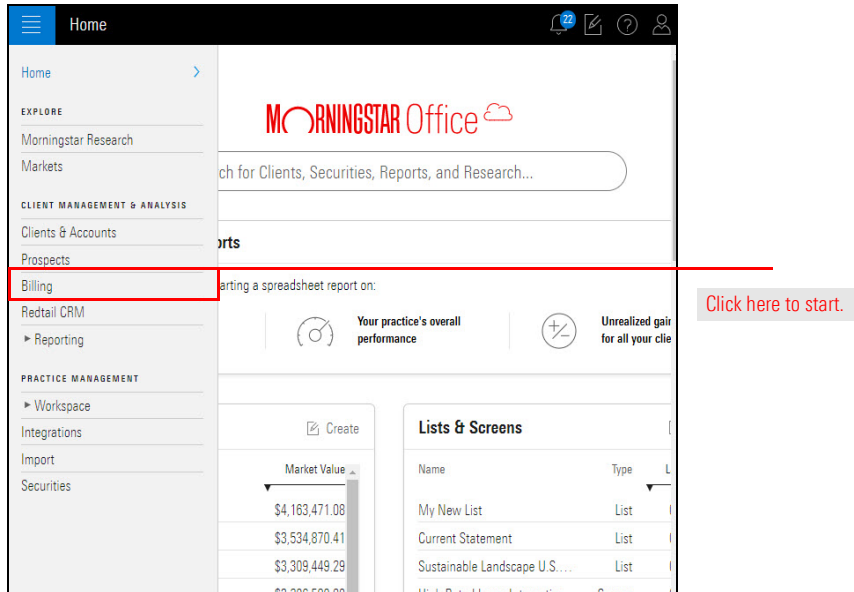 Home
22
Home
EXPLORE
Morningstar Research
Markets
CLIENT MANAGEMENT & ANALYSIS
Clients & Accounts
Prospects
Billing
Redtail CRM
Reporting
PRACTICE MANAGEMENT
Workspace
Integrations
Import
Securities
MORNINGSTAR Office
ch for Clients, Securities, Reports, and Research...
orts
arting a spreadsheet report on:
Your practice's overall
performance
+/-
Unrealized gain
for all your clie
Create
Market Value
$4,163,471.08
$3,534,870.41
$3,309,449.29
Lists & Screens
Name Type L
My New List List
Current Statement List
Sustainable Landscape U.S.... List
Click here to start.